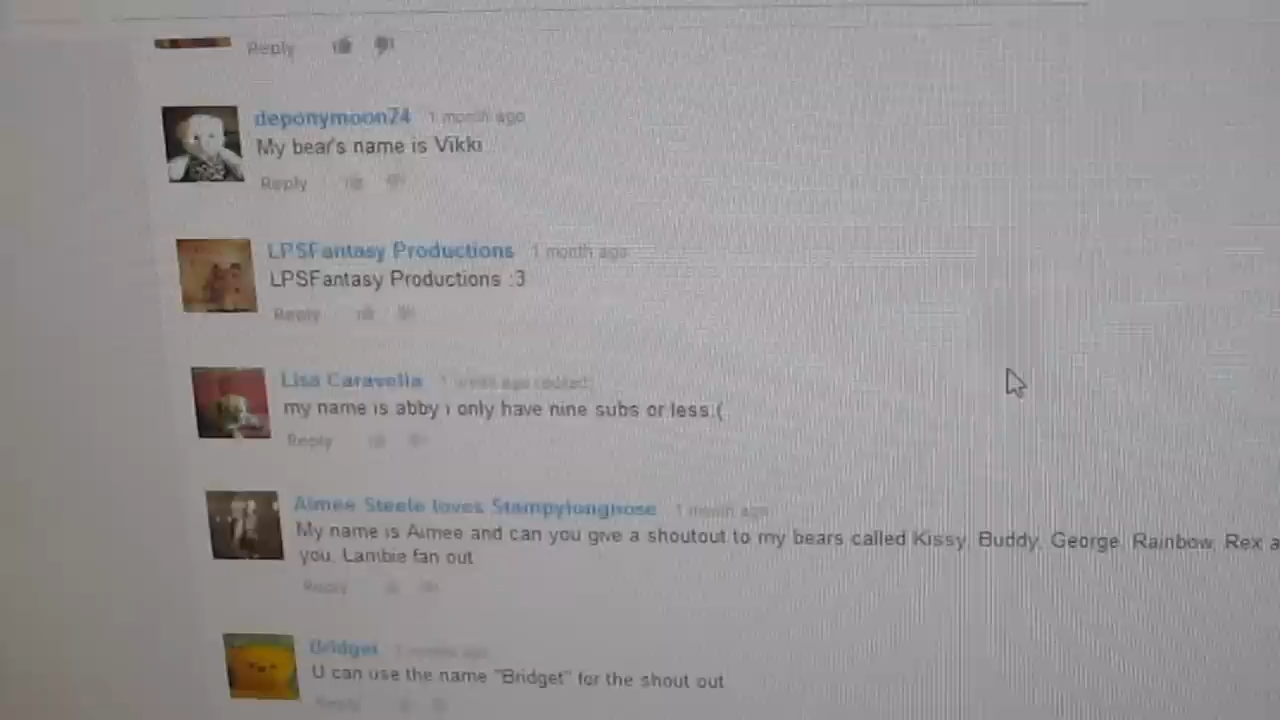 Reply
deponymoon24 1 month ago
My bear's name is Vikki
Reply
LPSFantasy Productions 1 month ago
LPSFantasy Productions :3
Reply
Lisa Caravella 1 week ago (edited)
my name is abby i only have nine subs or less:(
Reply
Aimee Steele loves Stampylongnose 1 month ago
My name is Aimee and can you give a shoutout to my bears called Kissy, Buddy, George, Rainbow, Rex a
you. Lambie fan out
Reply
Bridget months ago
U can use the name "Bridget" for the shout out
Reply